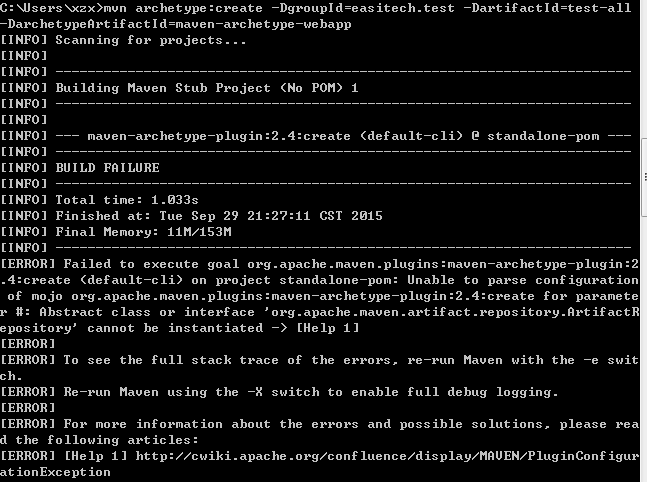 C:\Users\xzx>mvn archetype:create -DgroupId=easitech.test -DartifactId=test-all
-DarchetypeArtifactId=maven-archetype-webapp
[INFO] Scanning for projects...
[INFO]
[INFO] ------------------------------------------------------------------------
[INFO] Building Maven Stub Project (No POM) 1
[INFO] ------------------------------------------------------------------------
[INFO]
[INFO] --- maven-archetype-plugin:2.4:create (default-cli) @ standalone-pom ---
[INFO] ------------------------------------------------------------------------
[INFO] BUILD FAILURE
[INFO] ------------------------------------------------------------------------
[INFO] Total time: 1.033s
[INFO] Finished at: Tue Sep 29 21:27:11 CST 2015
[INFO] Final Memory: 11M/153M
[INFO] ------------------------------------------------------------------------
[ERROR] Failed to execute goal org.apache.maven.plugins:maven-archetype-plugin:2
.4:create (default-cli) on project standalone-pom: Unable to parse configuration
 of mojo org.apache.maven.plugins:maven-archetype-plugin:2.4:create for paramete
r #: Abstract class or interface 'org.apache.maven.artifact.repository.ArtifactR
epository' cannot be instantiated -> [Help 1]
[ERROR]
[ERROR] To see the full stack trace of the errors, re-run Maven with the -e swit
ch.
[ERROR] Re-run Maven using the -X switch to enable full debug logging.
[ERROR]
[ERROR] For more information about the errors and possible solutions, please rea
d the following articles:
[ERROR] [Help 1] http://cwiki.apache.org/confluence/display/MAVEN/PluginConfigur
ationException